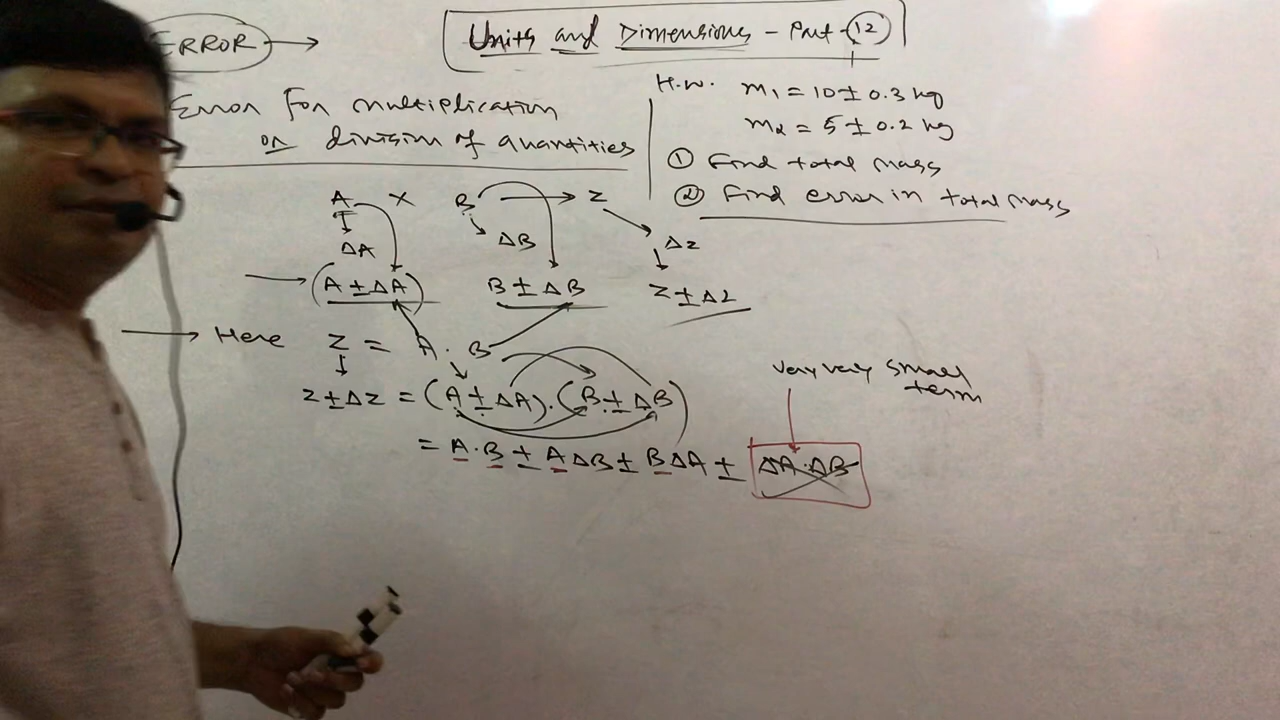 ERROR →
Units and Dimensions - Part - 12
Error for multiplication
or division of quantities
H.W. m₁ = 10 ± 0.3 kg
m₂ = 5 ± 0.2 kg
① Find total mass
② Find error in total mass
A × B → Z
ΔA ΔB ΔZ
→ (A ± ΔA) B ± ΔB Z ± ΔZ
→ Here Z = A · B
Z ± ΔZ = (A ± ΔA) · (B ± ΔB)
very very small
term
= A · B ± AΔB ± BΔA ± ΔA · ΔB